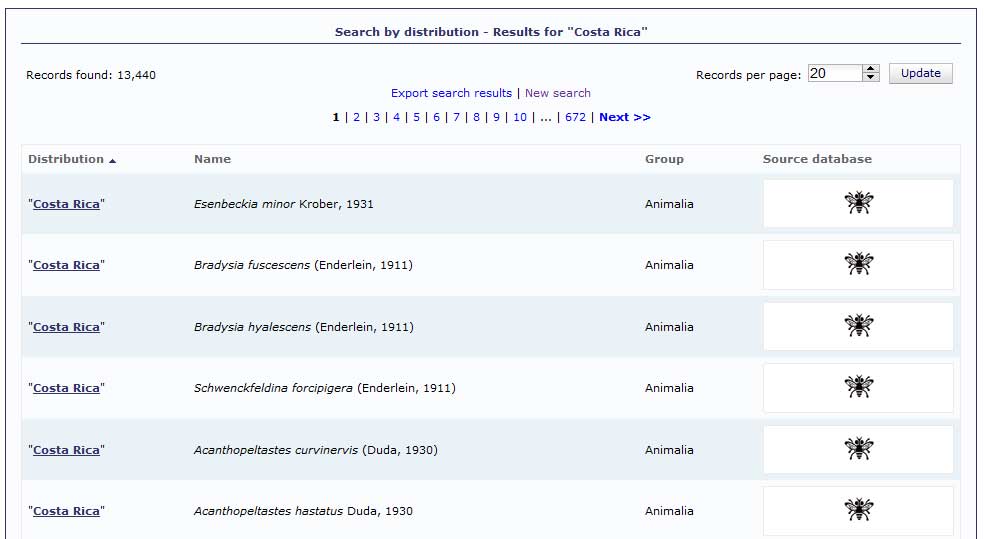 Search by distribution - Results for "Costa Rica"
Records found: 13,440 Records per page: 20 Update
Export search results | New search
1 | 2 | 3 | 4 | 5 | 6 | 7 | 8 | 9 | 10 | ... | 672 | Next >>
Distribution Name Group Source database
"Costa Rica" Esenbeckia minor Krober, 1931 Animalia
"Costa Rica" Bradysia fuscescens (Enderlein, 1911) Animalia
"Costa Rica" Bradysia hyalescens (Enderlein, 1911) Animalia
"Costa Rica" Schwenckfeldina forcipigera (Enderlein, 1911) Animalia
"Costa Rica" Acanthopeltastes curvinervis (Duda, 1930) Animalia
"Costa Rica" Acanthopeltastes hastatus Duda, 1930 Animalia